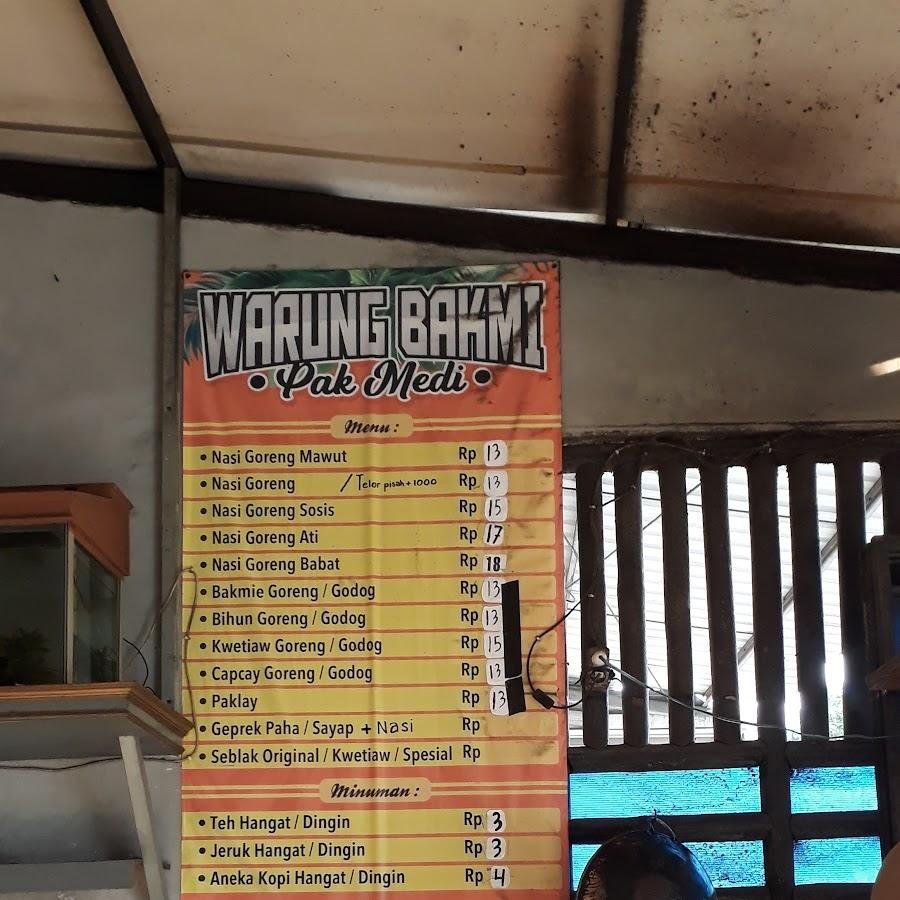 WARUNG BAKMI
• Pak Medi •
Menu :
• Nasi Goreng Mawut Rp 13
• Nasi Goreng / Telor pisah + 1000 Rp 13
• Nasi Goreng Sosis Rp 15
• Nasi Goreng Ati Rp 17
• Nasi Goreng Babat Rp 18
• Bakmie Goreng / Godog Rp 13
• Bihun Goreng / Godog Rp 13
• Kwetiaw Goreng / Godog Rp 15
• Capcay Goreng / Godog Rp 13
• Paklay Rp 13
• Geprek Paha / Sayap + Nasi Rp
• Seblak Original / Kwetiaw / Spesial Rp
Minuman :
• Teh Hangat / Dingin Rp 3
• Jeruk Hangat / Dingin Rp 3
• Aneka Kopi Hangat / Dingin Rp 4